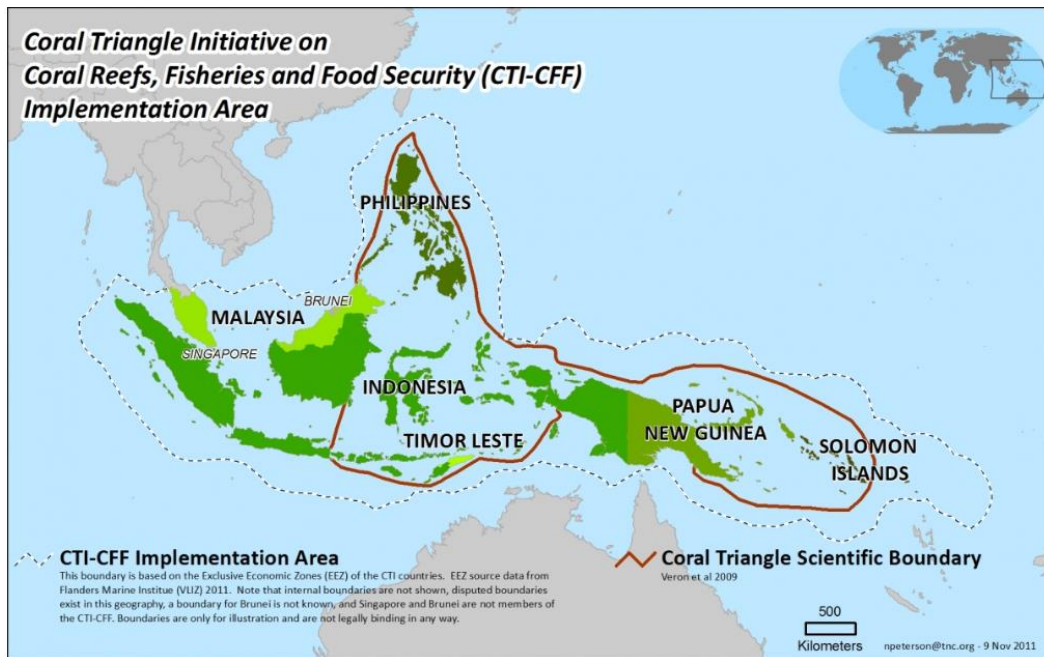 Coral Triangle Initiative on
Coral Reefs, Fisheries and Food Security (CTI-CFF)
Implementation Area
PHILIPPINES
BRUNEI
MALAYSIA
SINGAPORE
INDONESIA
PAPUA
NEW GUINEA
TIMOR LESTE
SOLOMON
ISLANDS
CTI-CFF Implementation Area
This boundary is based on the Exclusive Economic Zones (EEZ) of the CTI countries. EEZ source data from
Flanders Marine Institue (VLIZ) 2011. Note that internal boundaries are not shown, disputed boundaries
exist in this geography, a boundary for Brunei is not known, and Singapore and Brunei are not members
of the CTI-CFF. Boundaries are only for illustration and are not legally binding in any way.
Coral Triangle Scientific Boundary
Veron et al 2009
500
Kilometers
npeterson@tnc.org - 9 Nov 2011